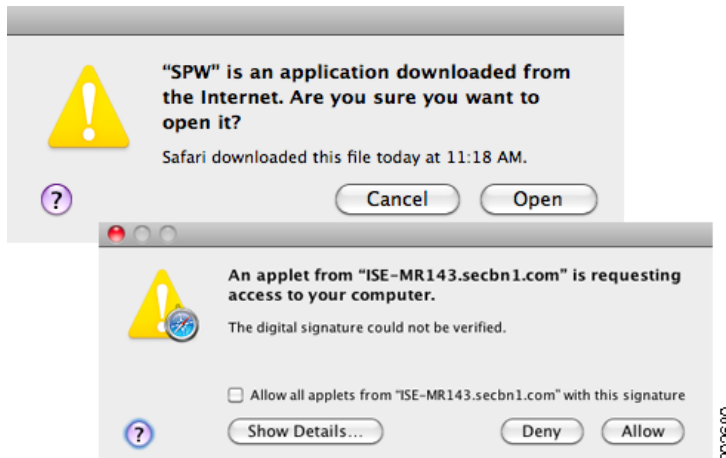 “SPW” is an application downloaded from
the Internet. Are you sure you want to
open it?
Safari downloaded this file today at 11:18 AM.
?
Cancel
Open
An applet from “ISE-MR143.secbn1.com” is requesting
access to your computer.
The digital signature could not be verified.
Allow all applets from “ISE-MR143.secbn1.com” with this signature
?
Show Details...
Deny
Allow